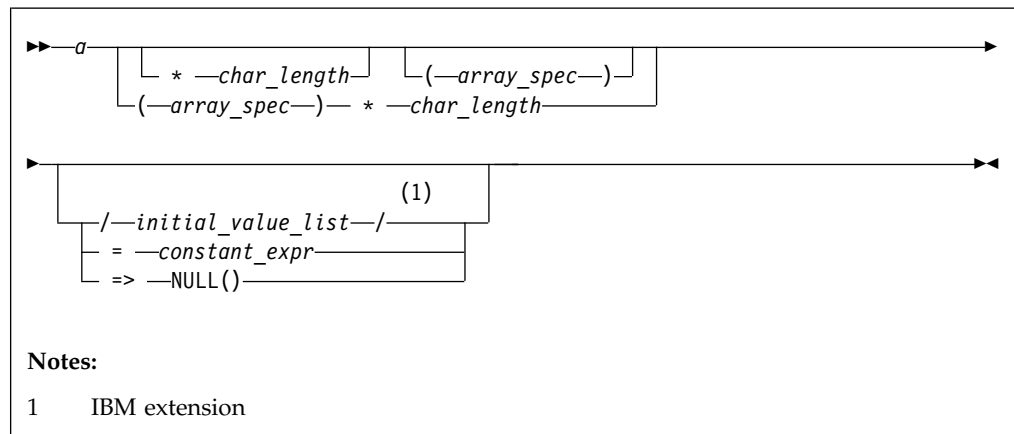 a
* char_length ( array_spec )
( array_spec ) * char_length
(1)
/ initial_value_list /
= constant_expr
=> NULL()
Notes:
1 IBM extension